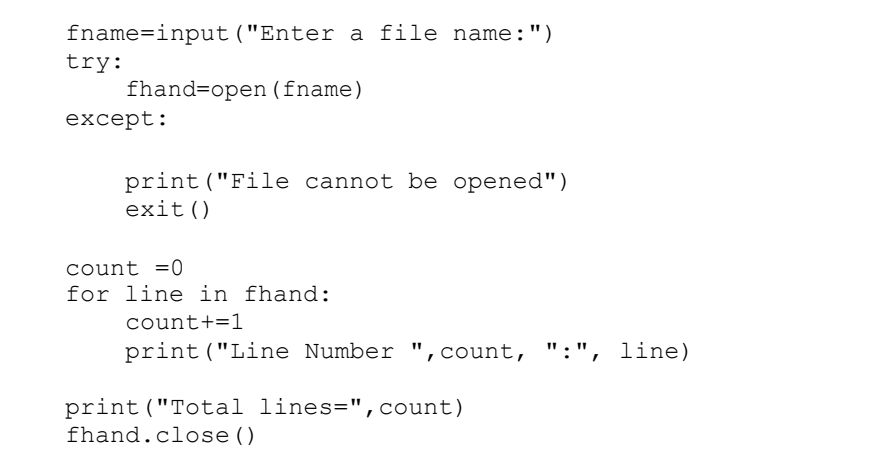 fname=input("Enter a file name:")
try:
    fhand=open(fname)
except:
    print("File cannot be opened")
    exit()
count =0
for line in fhand:
    count+=1
    print("Line Number ",count, ":", line)
print("Total lines=",count)
fhand.close()